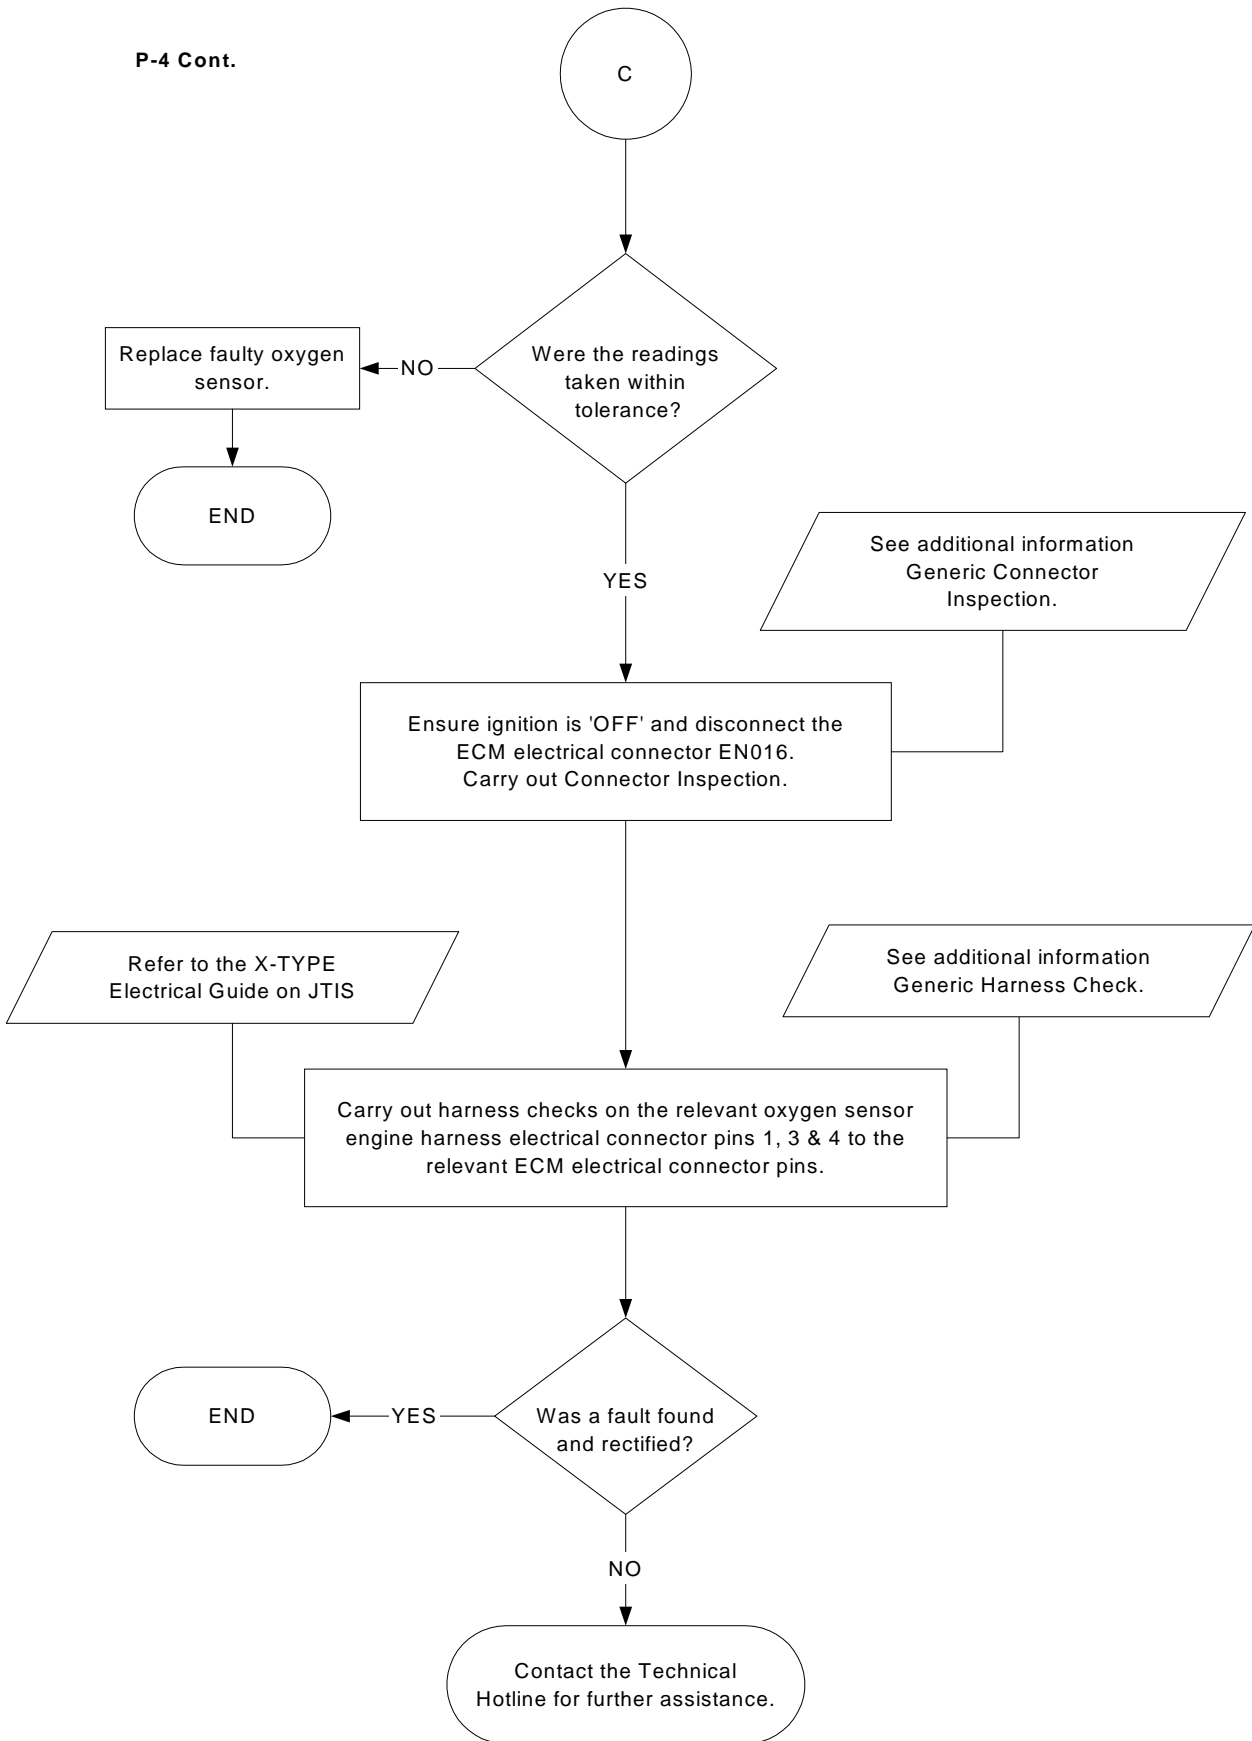 P-4 Cont.
C
Were the readings
taken within
tolerance?
NO
Replace faulty oxygen
sensor.
END
YES
See additional information
Generic Connector
Inspection.
Ensure ignition is 'OFF' and disconnect the
ECM electrical connector EN016.
Carry out Connector Inspection.
Refer to the X-TYPE
Electrical Guide on JTIS
See additional information
Generic Harness Check.
Carry out harness checks on the relevant oxygen sensor
engine harness electrical connector pins 1, 3 & 4 to the
relevant ECM electrical connector pins.
Was a fault found
and rectified?
YES
END
NO
Contact the Technical
Hotline for further assistance.